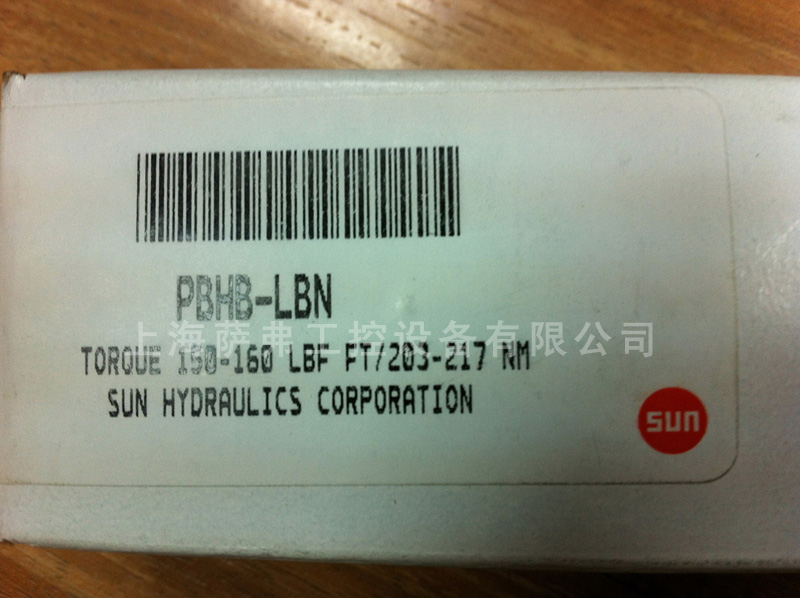 PBHB-LBN
上海萨弗工控设备有限公司
TORQUE 150-160 LBF FT/203-217 NM
SUN HYDRAULICS CORPORATION
sun